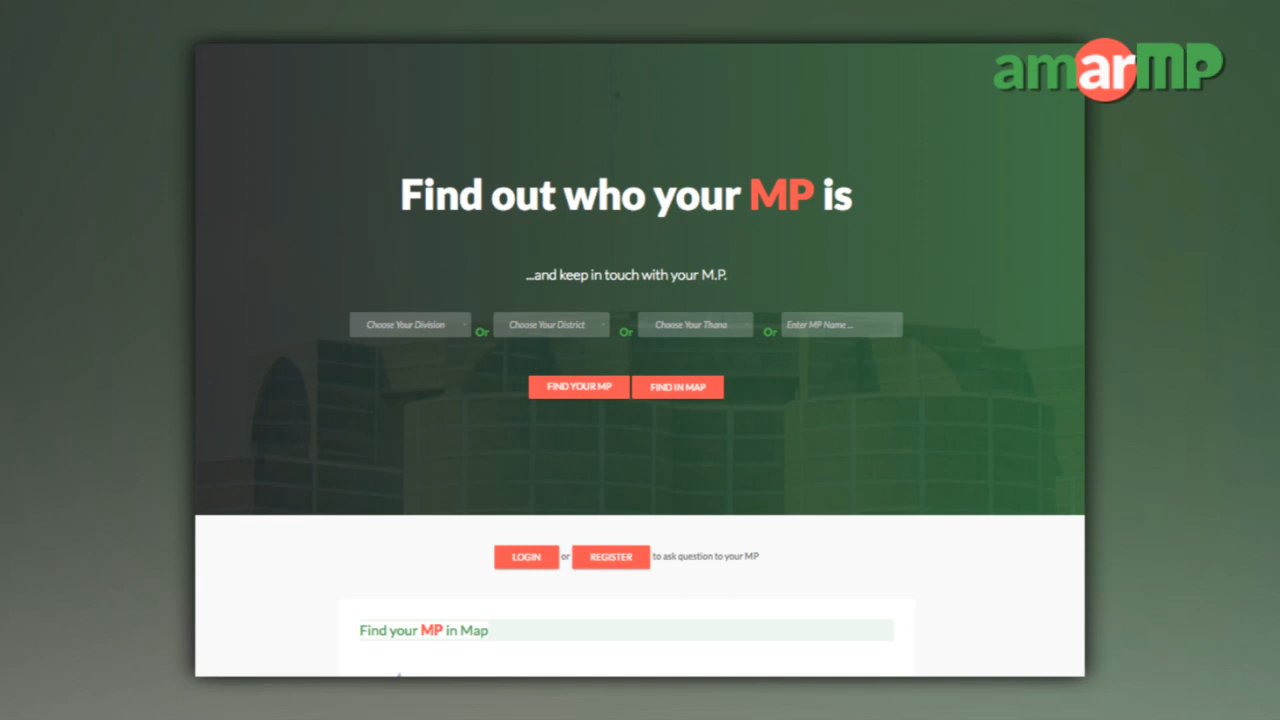 amarMP
Find out who your MP is
...and keep in touch with your M.P.
Choose Your Division Or Choose Your District Or Choose Your Thana Or Enter MP Name ...
FIND YOUR MP FIND IN MAP
LOGIN or REGISTER to ask question to your MP
Find your MP in Map